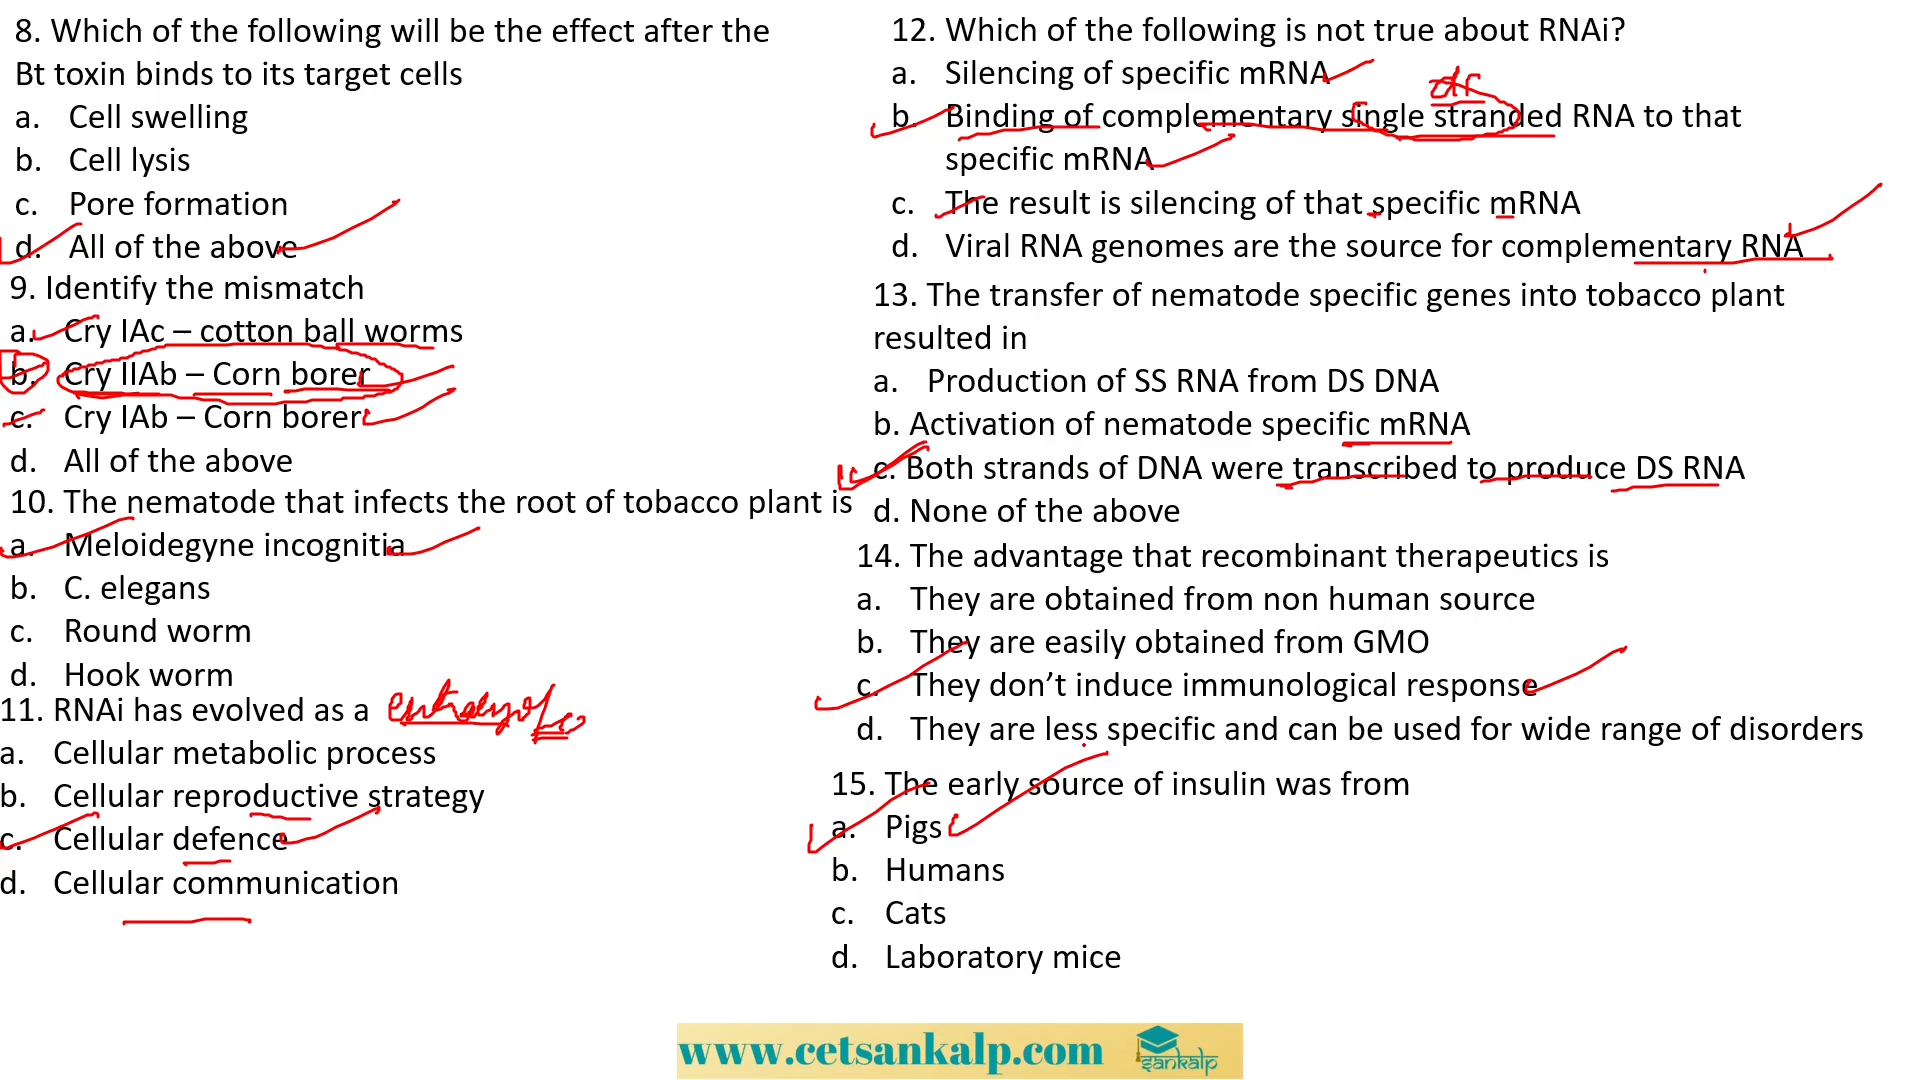 8. Which of the following will be the effect after the
Bt toxin binds to its target cells
a. Cell swelling
b. Cell lysis
c. Pore formation
d. All of the above
9. Identify the mismatch
a. Cry IAc – cotton ball worms
b. Cry IIAb – Corn borer
c. Cry IAb – Corn borer
d. All of the above
10. The nematode that infects the root of tobacco plant is
a. Meloidegyne incognitia
b. C. elegans
c. Round worm
d. Hook worm
11. RNAi has evolved as a
a. Cellular metabolic process
b. Cellular reproductive strategy
c. Cellular defence
d. Cellular communication
12. Which of the following is not true about RNAi?
a. Silencing of specific mRNA
b. Binding of complementary single stranded RNA to that
specific mRNA
c. The result is silencing of that specific mRNA
d. Viral RNA genomes are the source for complementary RNA
13. The transfer of nematode specific genes into tobacco plant
resulted in
a. Production of SS RNA from DS DNA
b. Activation of nematode specific mRNA
c. Both strands of DNA were transcribed to produce DS RNA
d. None of the above
14. The advantage that recombinant therapeutics is
a. They are obtained from non human source
b. They are easily obtained from GMO
c. They don't induce immunological response
d. They are less specific and can be used for wide range of disorders
15. The early source of insulin was from
a. Pigs
b. Humans
c. Cats
d. Laboratory mice
www.cetsankalp.com
sankalp